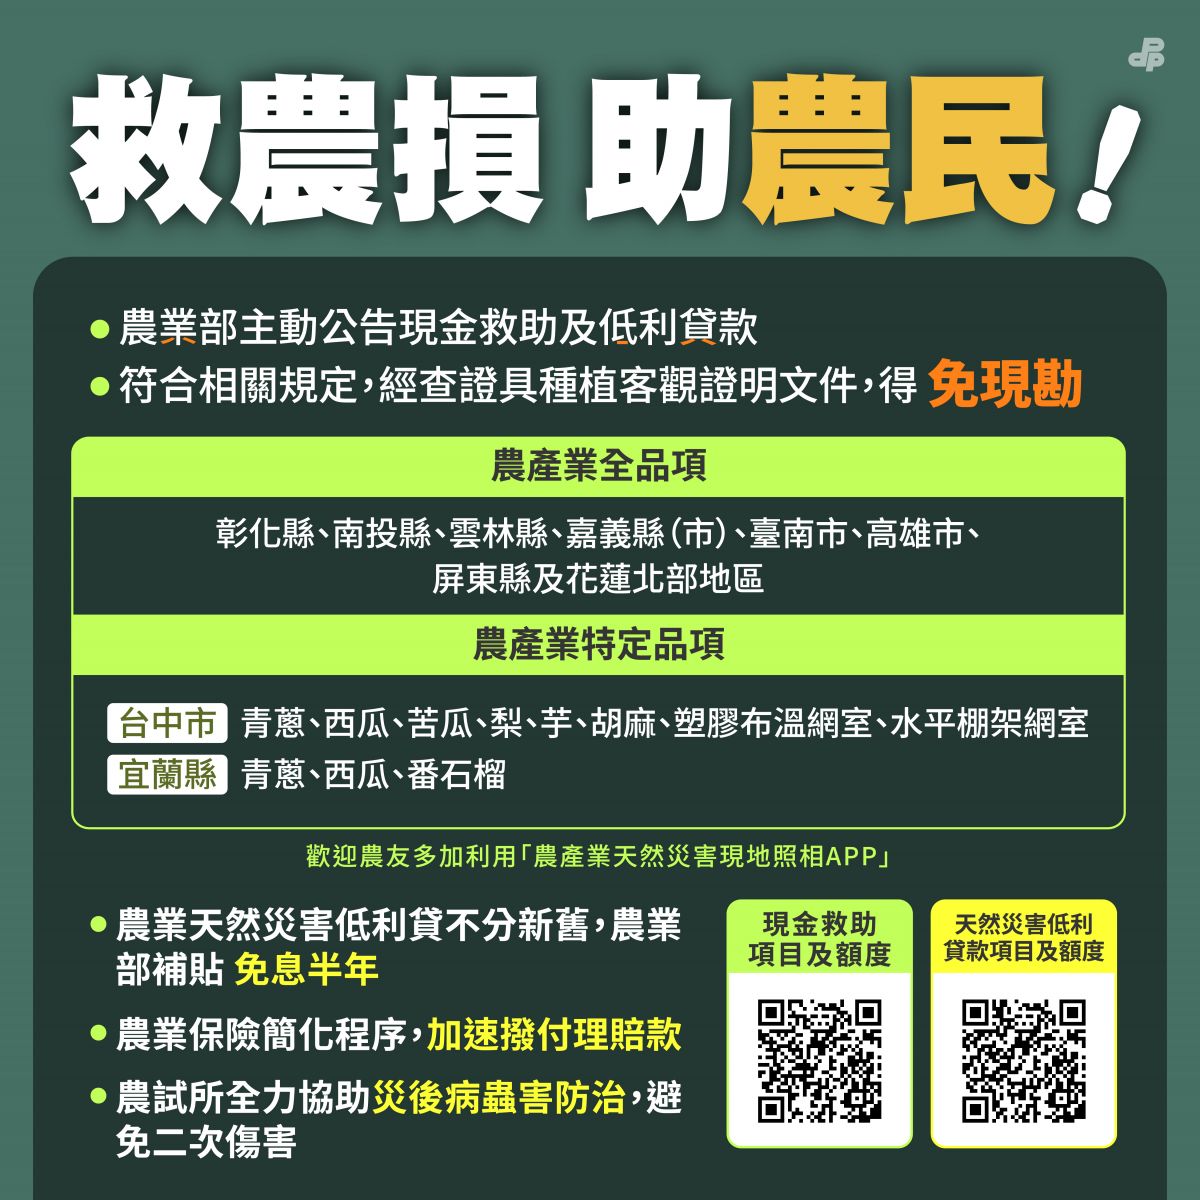 救農損 助農民!
農業部主動公告現金救助及低利貸款
符合相關規定,經查證具種植客觀證明文件,得 免現勘
農產業全品項
彰化縣、南投縣、雲林縣、嘉義縣(市)、臺南市、高雄市、
屏東縣及花蓮北部地區
農產業特定品項
台中市 青蔥、西瓜、苦瓜、梨、芋、胡麻、塑膠布溫網室、水平棚架網室
宜蘭縣 青蔥、西瓜、番石榴
歡迎農友多加利用「農產業天然災害現地照相APP」
農業天然災害低利貸不分新舊,農業
部補貼 免息半年
農業保險簡化程序,加速撥付理賠款
農試所全力協助災後病蟲害防治,避
免二次傷害
現金救助
項目及額度
天然災害低利
貸款項目及額度